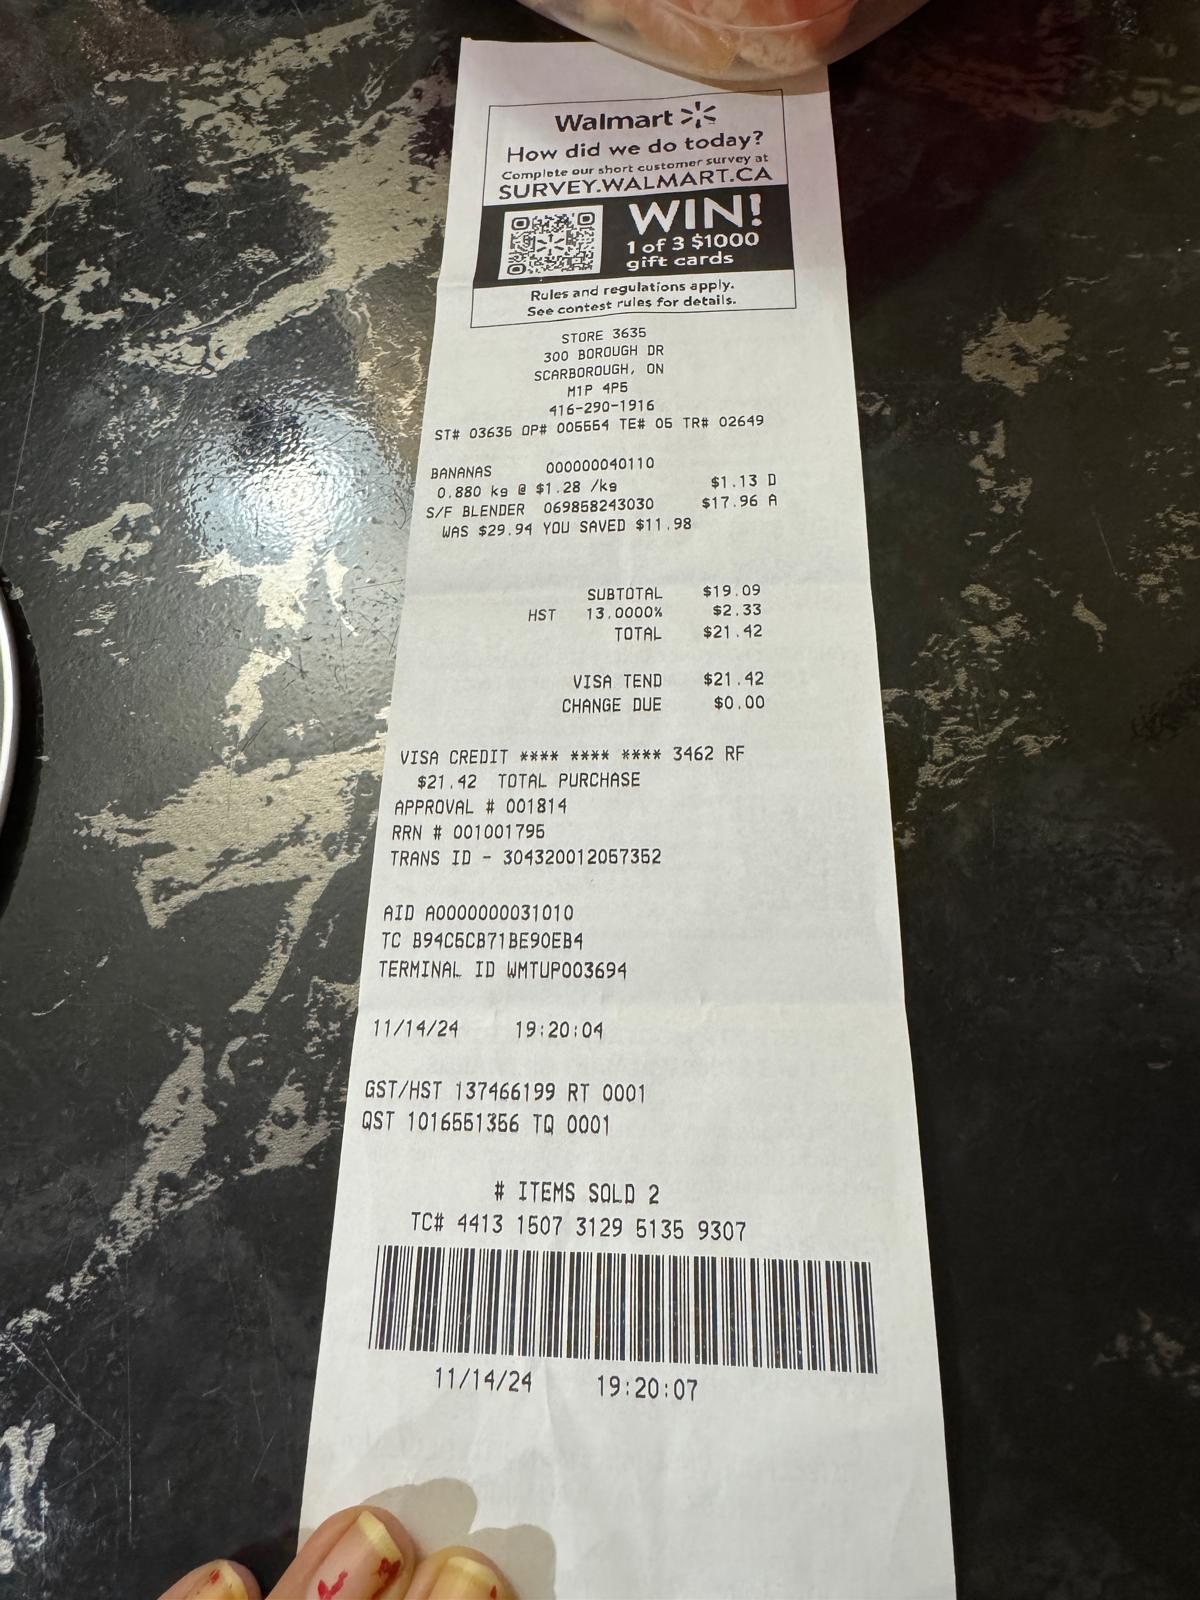 Walmart
How did we do today?
Complete our short customer survey at
SURVEY.WALMART.CA
WIN!
1 of 3 $1000
gift cards
Rules and regulations apply.
See contest rules for details.
STORE 3635
300 BOROUGH DR
SCARBOROUGH, ON
M1P 4P5
416-290-1916
ST# 03635 OP# 005554 TE# 05 TR# 02649
BANANAS 000000040110
0.880 kg @ $1.28 /kg $1.13 D
S/F BLENDER 069858243030 $17.96 A
WAS $29.94 YOU SAVED $11.98
SUBTOTAL $19.09
HST 13.0000% $2.33
TOTAL $21.42
VISA TEND $21.42
CHANGE DUE $0.00
VISA CREDIT **** **** **** 3462 RF
$21.42 TOTAL PURCHASE
APPROVAL # 001814
RRN # 001001795
TRANS ID - 304320012057352
AID A0000000031010
TC B94C5CB71BE90EB4
TERMINAL ID WMTUP003694
11/14/24 19:20:04
GST/HST 137466199 RT 0001
QST 1016551356 TQ 0001
# ITEMS SOLD 2
TC# 4413 1507 3129 5135 9307
11/14/24 19:20:07